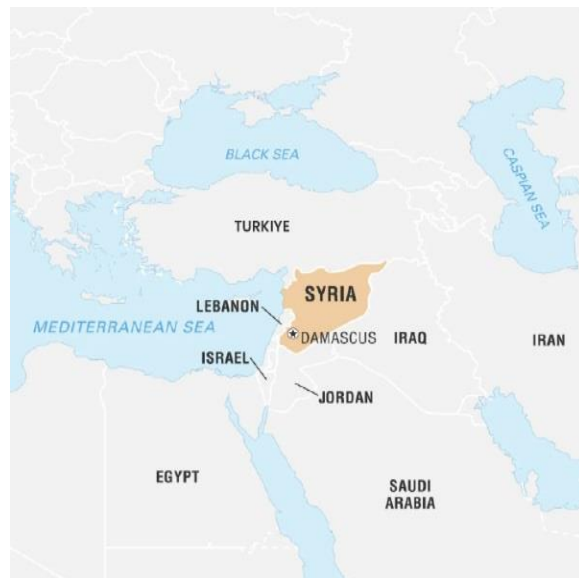 BLACK SEA
CASPIAN SEA
TURKIYE
SYRIA
LEBANON
MEDITERRANEAN SEA
DAMASCUS
IRAQ
IRAN
ISRAEL
JORDAN
EGYPT
SAUDI
ARABIA